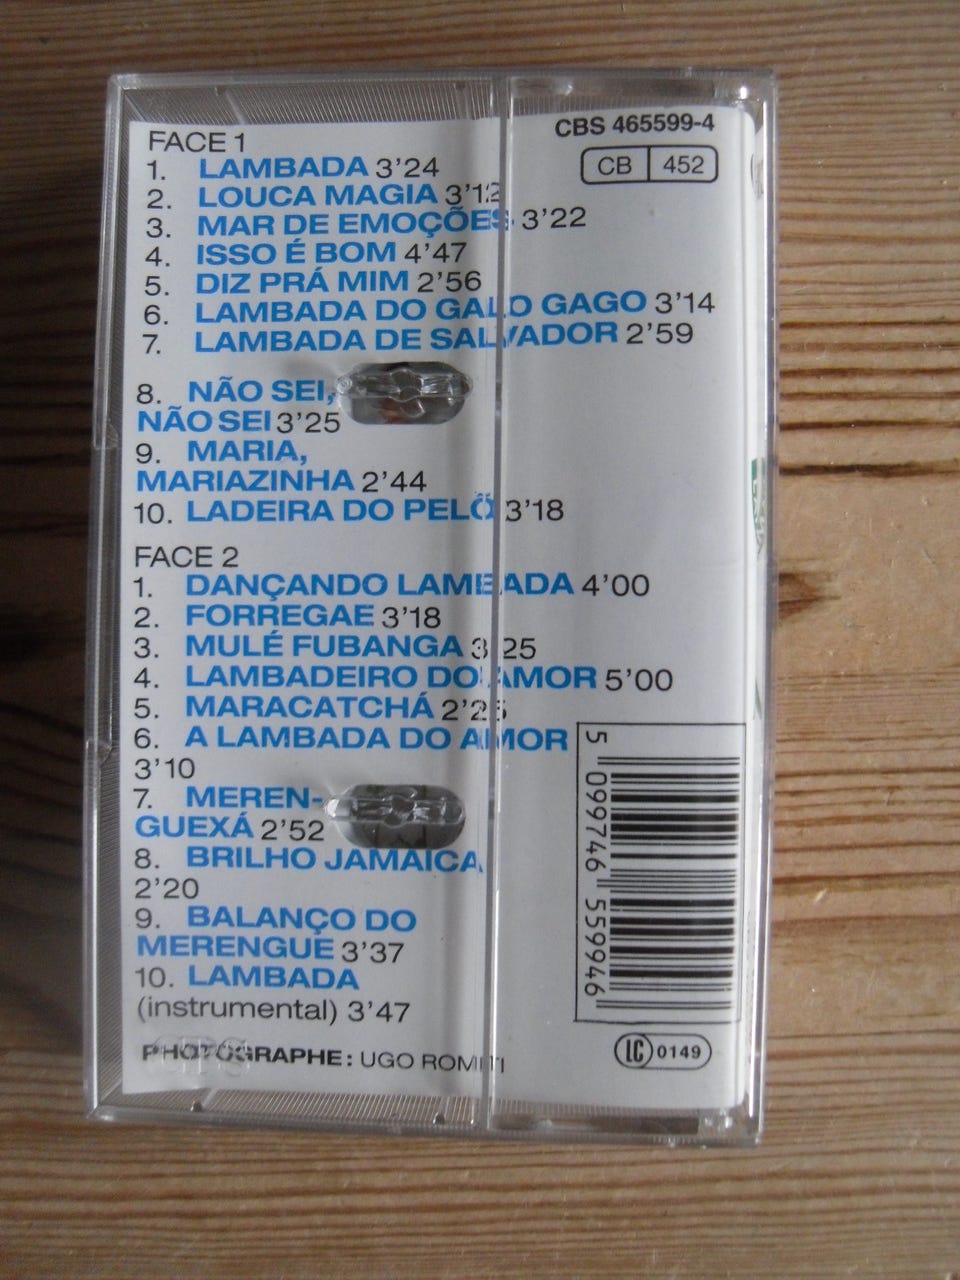 CBS 465599-4
CB 452
FACE 1
1. LAMBADA 3'24
2. LOUCA MAGIA 3'12
3. MAR DE EMOÇÕES 3'22
4. ISSO É BOM 4'47
5. DIZ PRÁ MIM 2'56
6. LAMBADA DO GALO GAGO 3'14
7. LAMBADA DE SALVADOR 2'59
8. NÃO SEI,
NÃO SEI 3'25
9. MARIA,
MARIAZINHA 2'44
10. LADEIRA DO PELÔ 3'18
FACE 2
1. DANÇANDO LAMBADA 4'00
2. FORREGAE 3'18
3. MULÉ FUBANGA 3'25
4. LAMBADEIRO DO AMOR 5'00
5. MARACATCHÁ 2'25
6. A LAMBADA DO AMOR
3'10
7. MEREN-
GUEXÁ 2'52
8. BRILHO JAMAICA
2'20
9. BALANÇO DO
MERENGUE 3'37
10. LAMBADA
(instrumental) 3'47
PHOTOGRAPHE: UGO ROMITI
5 099746 559946
LC 0149